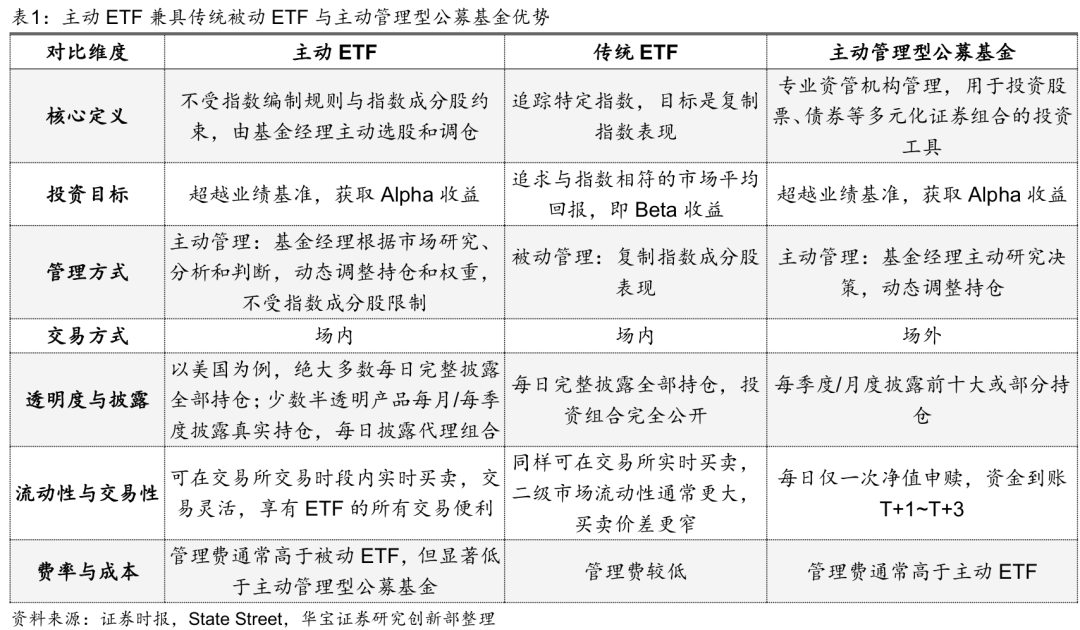 表1：主动 ETF 兼具传统被动 ETF 与主动管理型公募基金优势
对比维度 主动 ETF 传统 ETF 主动管理型公募基金
核心定义
不受指数编制规则与指数成分股约
束，由基金经理主动选股和调仓
追踪特定指数，目标是复制
指数表现
专业资管机构管理，用于投资股
票、债券等多元化证券组合的投资
工具
投资目标
超越业绩基准，获取 Alpha 收益
追求与指数相符的市场平均
回报，即 Beta 收益
超越业绩基准，获取 Alpha 收益
管理方式
主动管理：基金经理根据市场研究、
分析和判断，动态调整持仓和权重，
不受指数成分股限制
被动管理：复制指数成分股
表现
主动管理：基金经理主动研究决
策，动态调整持仓
交易方式 场内 场内 场外
透明度与披露
以美国为例，绝大多数每日完整披露
全部持仓；少数半透明产品每月/每季
度披露真实持仓，每日披露代理组合
每日完整披露全部持仓，投
资组合完全公开
每季度/月度披露前十大或部分持
仓
流动性与交易性
可在交易所交易时段内实时买卖，交
易灵活，享有 ETF 的所有交易便利
同样可在交易所实时买卖，
二级市场流动性通常更大，
买卖价差更窄
每日仅一次净值申赎，资金到账
T+1~T+3
费率与成本
管理费通常高于被动 ETF，但显著低
于主动管理型公募基金
管理费较低
管理费通常高于主动 ETF
资料来源：证券时报，State Street，华宝证券研究创新部整理